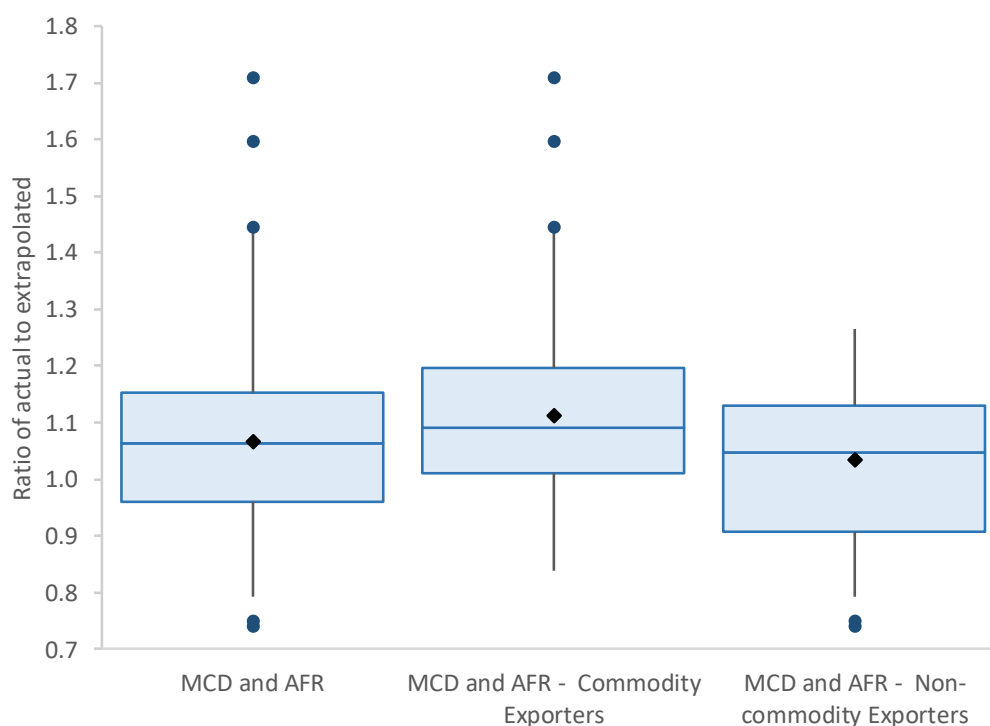 1.8
1.7
1.6
1.5
1.4
1.3
1.2
1.1
1.0
0.9
0.8
0.7
Ratio of actual to extrapolated
MCD and AFR
MCD and AFR - Commodity
Exporters
MCD and AFR - Non-
commodity Exporters